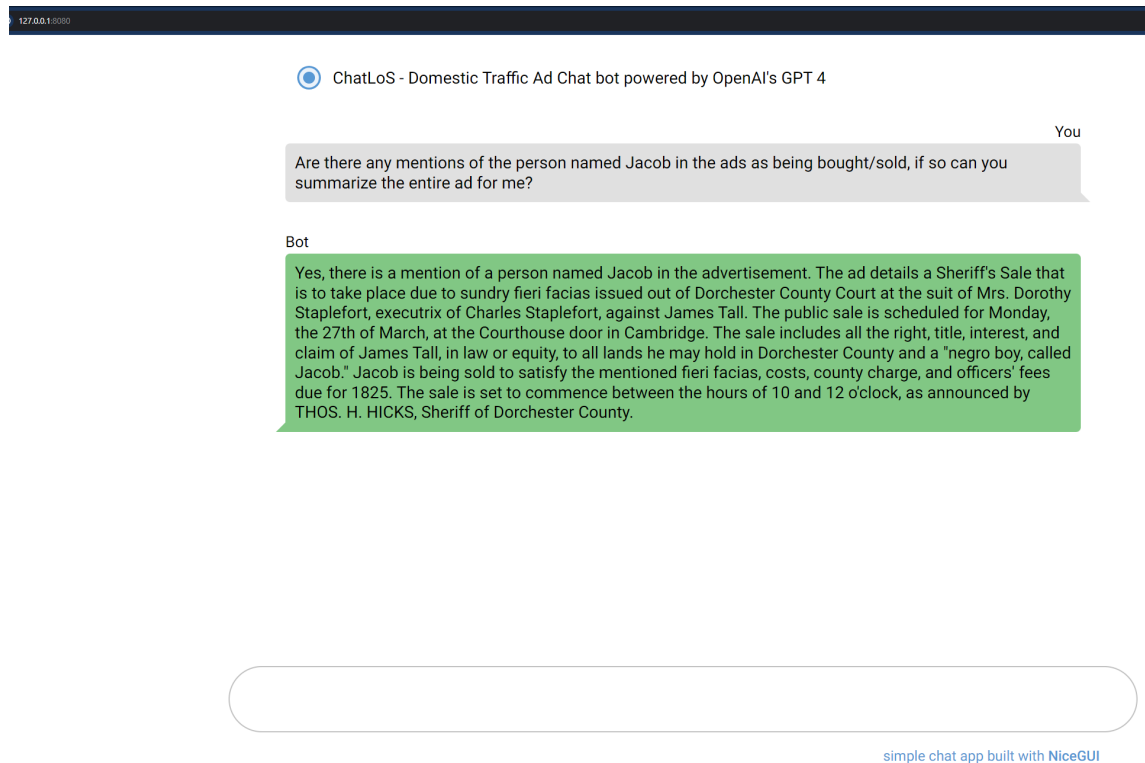 127.0.0.1:8080
ChatLoS - Domestic Traffic Ad Chat bot powered by OpenAI's GPT 4
You
Are there any mentions of the person named Jacob in the ads as being bought/sold, if so can you
summarize the entire ad for me?
Bot
Yes, there is a mention of a person named Jacob in the advertisement. The ad details a Sheriff's Sale that
is to take place due to sundry fieri facias issued out of Dorchester County Court at the suit of Mrs. Dorothy
Staplefort, executrix of Charles Staplefort, against James Tall. The public sale is scheduled for Monday,
the 27th of March, at the Courthouse door in Cambridge. The sale includes all the right, title, interest, and
claim of James Tall, in law or equity, to all lands he may hold in Dorchester County and a "negro boy, called
Jacob." Jacob is being sold to satisfy the mentioned fieri facias, costs, county charge, and officers' fees
due for 1825. The sale is set to commence between the hours of 10 and 12 o'clock, as announced by
THOS. H. HICKS, Sheriff of Dorchester County.
simple chat app built with NiceGUI